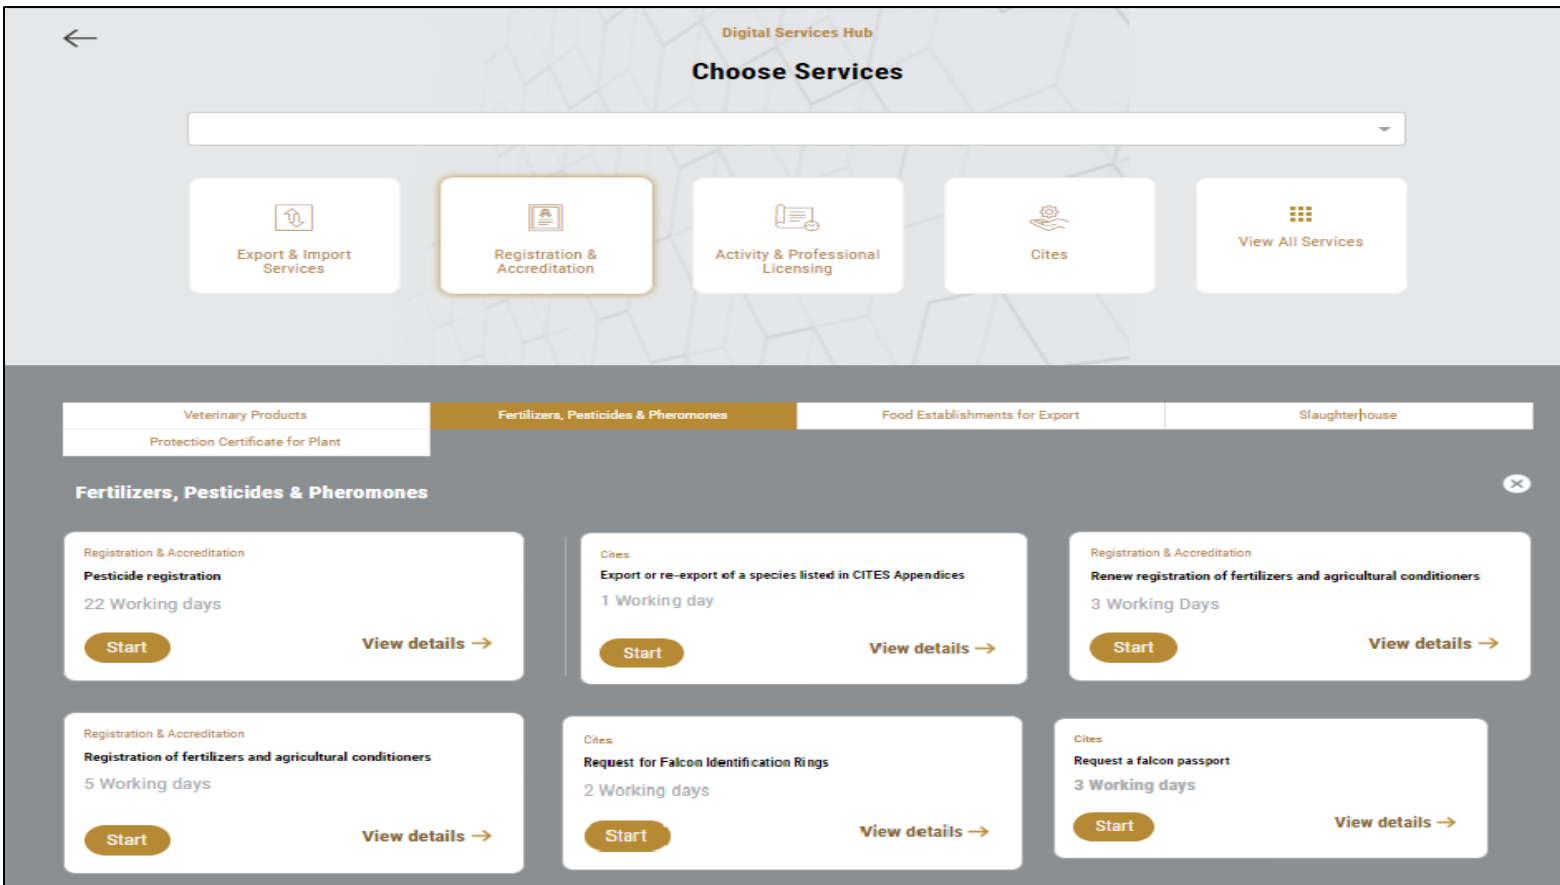 Digital Services Hub
Choose Services
Export & Import
Services
Registration &
Accreditation
Activity & Professional
Licensing
Cites
View All Services
Veterinary Products
Fertilizers, Pesticides & Pheromones
Food Establishments for Export
Slaughterhouse
Protection Certificate for Plant
Fertilizers, Pesticides & Pheromones
Registration & Accreditation
Pesticide registration
22 Working days
Start
View details
Cites
Export or re-export of a species listed in CITES Appendices
1 Working day
Start
View details
Registration & Accreditation
Renew registration of fertilizers and agricultural conditioners
3 Working Days
Start
View details
Registration & Accreditation
Registration of fertilizers and agricultural conditioners
5 Working days
Start
View details
Cites
Request for Falcon Identification Rings
2 Working days
Start
View details
Cites
Request a falcon passport
3 Working days
Start
View details